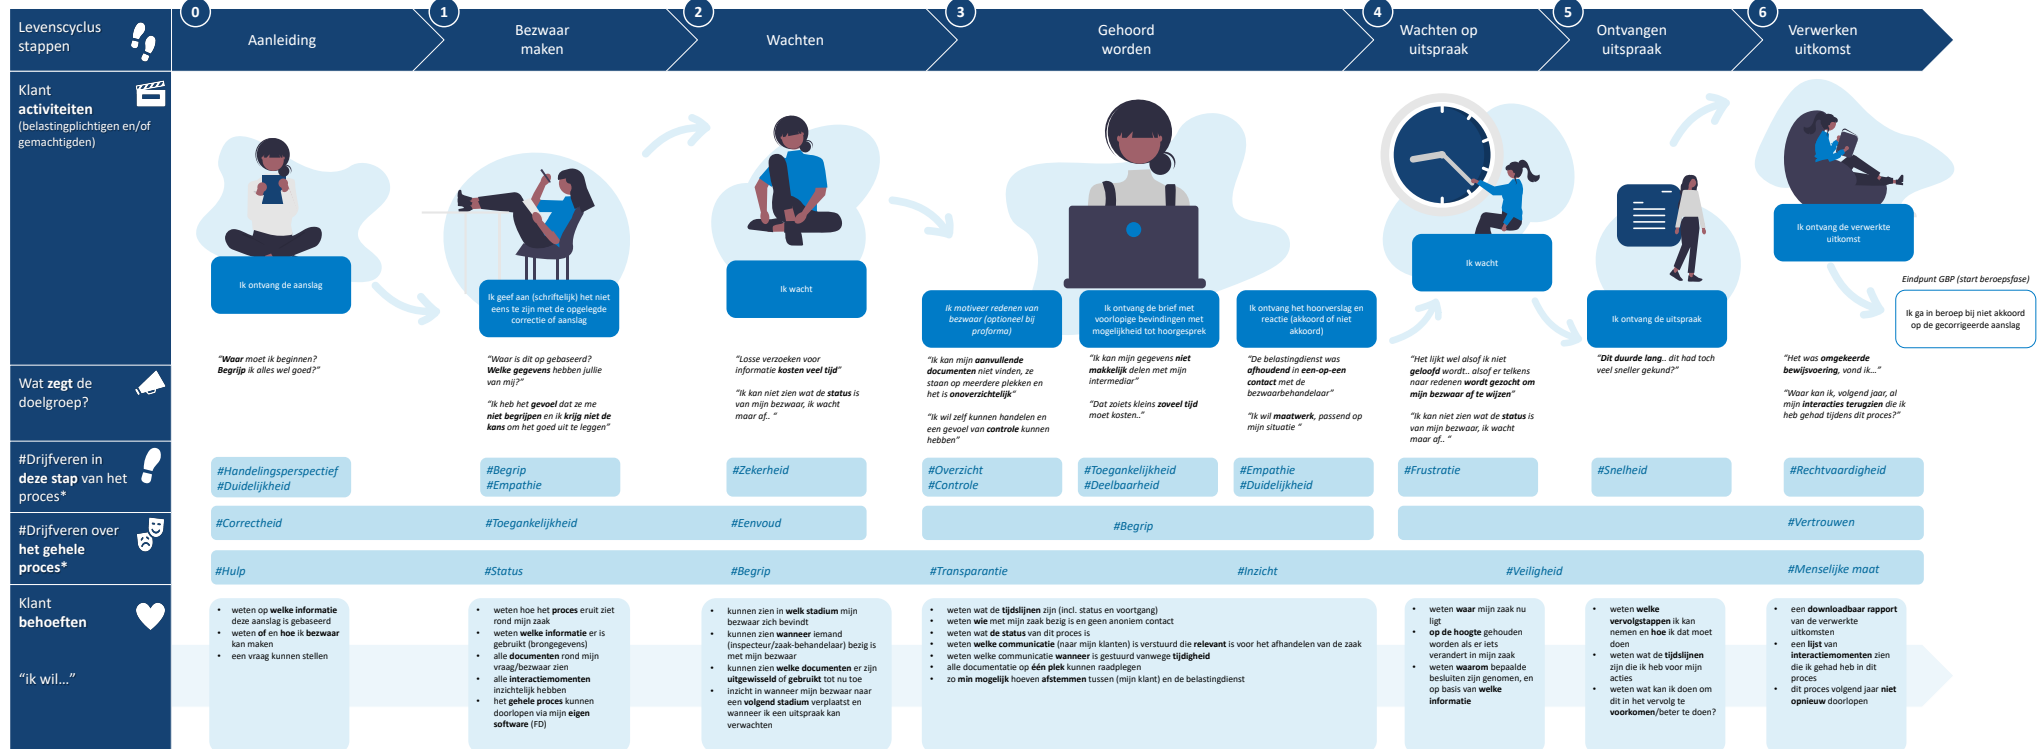 0
1
2
3
4
5
6
Levenscyclus
stappen
Aanleiding
Bezwaar
maken
Wachten
Gehoord
worden
Wachten op
uitspraak
Ontvangen
uitspraak
Verwerken
uitkomst
Klant
activiteiten
(belastingplichtigen en/of
gemachtigden)
Ik ontvang de aanslag
Ik geef aan (schriftelijk) het niet
eens te zijn met de opgelegde
correctie of aanslag
Ik wacht
Ik motiveer redenen van
bezwaar (optioneel bij
proforma)
Ik ontvang de brief met
voorlopige bevindingen met
mogelijkheid tot hoorgesprek
Ik ontvang het hoorverslag en
reactie (akkoord of niet
akkoord)
Ik wacht
Ik ontvang de uitspraak
Ik ontvang de verwerkte
uitkomst
Eindpunt GBP (start beroepsfase)
Ik ga in beroep bij niet akkoord
op de gecorrigeerde aanslag
Wat zegt de
doelgroep?
“Waar moet ik beginnen?
Begrijp ik alles wel goed?”
“Waar is dit op gebaseerd?
Welke gegevens hebben jullie
van mij?”
“Ik heb het gevoel dat ze me
niet begrijpen en ik krijg niet de
kans om het goed uit te leggen”
“Losse verzoeken voor
informatie kosten veel tijd”
“Ik kan niet zien wat de status is
van mijn bezwaar, ik wacht
maar af.. “
“Ik kan mijn aanvullende
documenten niet vinden, ze
staan op meerdere plekken en
het is onoverzichtelijk”
“Ik wil zelf kunnen handelen en
een gevoel van controle kunnen
hebben”
“Ik kan mijn gegevens niet
makkelijk delen met mijn
intermediar”
“Dat zoiets kleins zoveel tijd
moet kosten..”
“De belastingdienst was
afhoudend in een-op-een
contact met de
bezwaarbehandelaar”
“Ik wil maatwerk, passend op
mijn situatie “
“Het lijkt wel alsof ik niet
geloofd wordt.. alsof er telkens
naar redenen wordt gezocht om
mijn bezwaar af te wijzen”
“Ik kan niet zien wat de status is
van mijn bezwaar, ik wacht
maar af.. “
“Dit duurde lang.. dit had toch
veel sneller gekund?”
“Het was omgekeerde
bewijsvoering, vond ik...”
“Waar kan ik, volgend jaar, al
mijn interacties terugzien die ik
heb gehad tijdens dit proces?”
#Drijfveren in
deze stap van het
proces*
#Handelingsperspectief
#Duidelijkheid
#Begrip
#Empathie
#Zekerheid
#Overzicht
#Controle
#Toegankelijkheid
#Deelbaarheid
#Empathie
#Duidelijkheid
#Frustratie
#Snelheid
#Rechtvaardigheid
#Drijfveren over
het gehele
proces*
#Correctheid
#Toegankelijkheid
#Eenvoud
#Begrip
#Vertrouwen
#Hulp
#Status
#Begrip
#Transparantie
#Inzicht
#Veiligheid
#Menselijke maat
Klant
behoeften
“ik wil...”
• weten op welke informatie
deze aanslag is gebaseerd
• weten of en hoe ik bezwaar
kan maken
• een vraag kunnen stellen
• weten hoe het proces eruit ziet
rond mijn zaak
• weten welke informatie er is
gebruikt (brongegevens)
• alle documenten rond mijn
vraag/bezwaar zien
• alle interactiemomenten
inzichtelijk hebben
• het gehele proces kunnen
doorlopen via mijn eigen
software (FD)
• kunnen zien in welk stadium mijn
bezwaar zich bevindt
• kunnen zien wanneer iemand
(inspecteur/zaak-behandelaar) bezig is
met mijn bezwaar
• kunnen zien welke documenten er zijn
uitgewisseld of gebruikt tot nu toe
• inzicht in wanneer mijn bezwaar naar
een volgend stadium verplaatst en
wanneer ik een uitspraak kan
verwachten
• weten wat de tijdslijnen zijn (incl. status en voortgang)
• weten wie met mijn zaak bezig is en geen anoniem contact
• weten wat de status van dit proces is
• weten welke communicatie (naar mijn klanten) is verstuurd die relevant is voor het afhandelen van de zaak
• weten welke communicatie wanneer is gestuurd vanwege tijdigheid
• alle documentatie op één plek kunnen raadplegen
• zo min mogelijk hoeven afstemmen tussen (mijn klant) en de belastingdienst
• weten waar mijn zaak nu
ligt
• op de hoogte gehouden
worden als er iets
verandert in mijn zaak
• weten waarom bepaalde
besluiten zijn genomen, en
op basis van welke
informatie
• weten welke
vervolgstappen ik kan
nemen en hoe ik dat moet
doen
• weten wat de tijdslijnen
zijn die ik heb voor mijn
acties
• weten wat kan ik doen om
dit in het vervolg te
voorkomen/beter te doen?
• een downloadbaar rapport
van de verwerkte
uitkomsten
• een lijst van
interactiemomenten zien
die ik gehad heb in dit
proces
• dit proces volgend jaar niet
opnieuw doorlopen